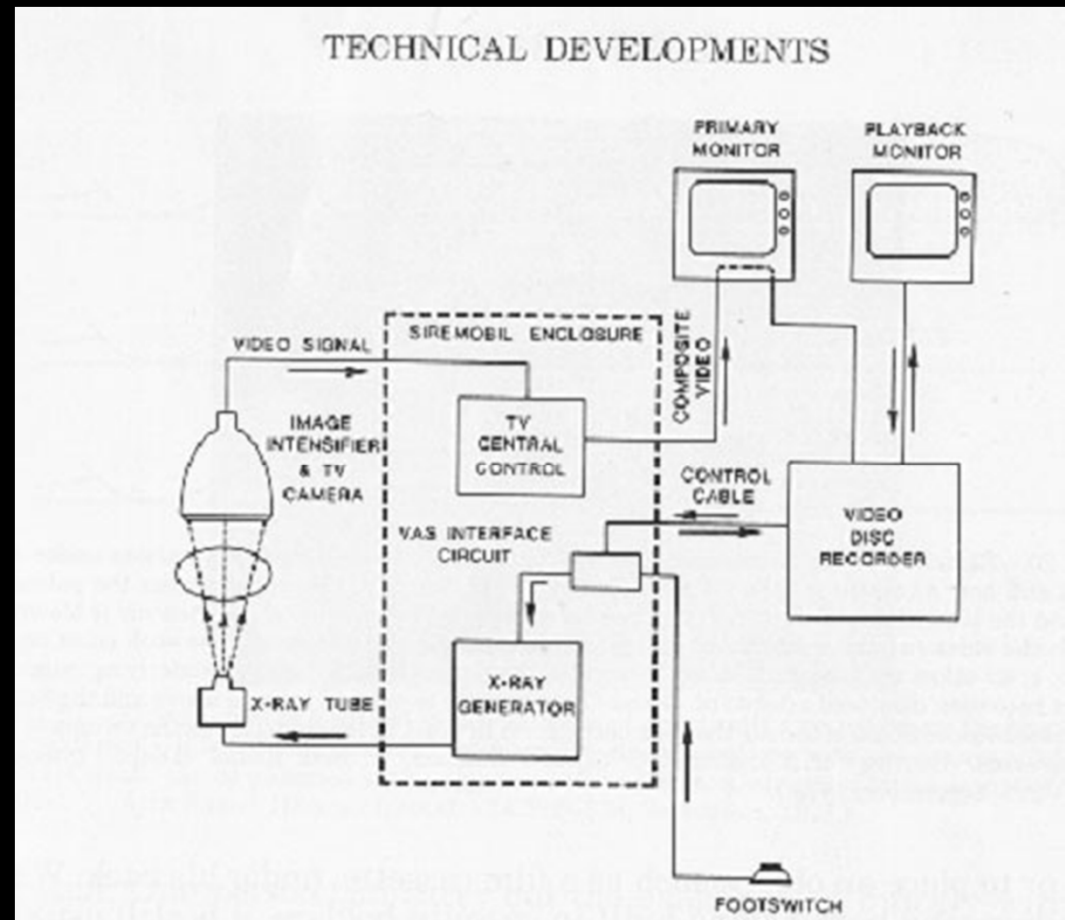 TECHNICAL DEVELOPMENTS
PRIMARY
MONITOR
PLAYBACK
MONITOR
VIDEO SIGNAL
SIREMOBIL ENCLOSURE
COMPOSITE
VIDEO
IMAGE
INTENSIFIER
& TV
CAMERA
TV
CENTRAL
CONTROL
CONTROL
CABLE
VIDEO
DISC
RECORDER
VAS INTERFACE
CIRCUIT
X-RAY
GENERATOR
X-RAY TUBE
FOOTSWITCH